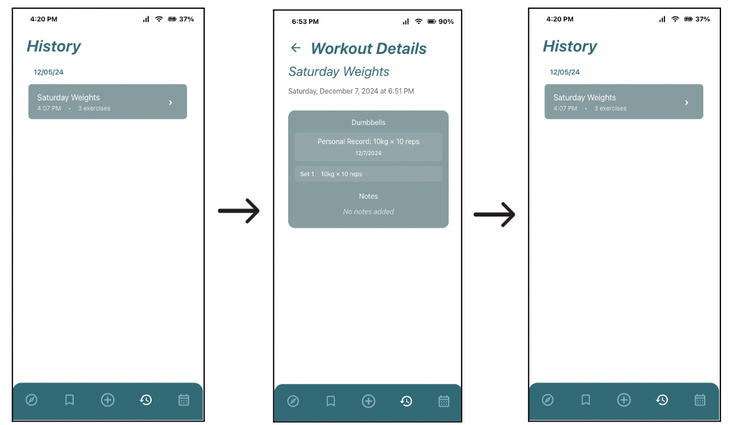 4:20 PM 37%
History
12/05/24
Saturday Weights
4:07 PM • 3 exercises
6:53 PM 90%
Workout Details
Saturday Weights
Saturday, December 7, 2024 at 6:51 PM
Dumbbells
Personal Record: 10kg × 10 reps
12/7/2024
Set 1 10kg × 10 reps
Notes
No notes added
4:20 PM 37%
History
12/05/24
Saturday Weights
4:07 PM • 3 exercises